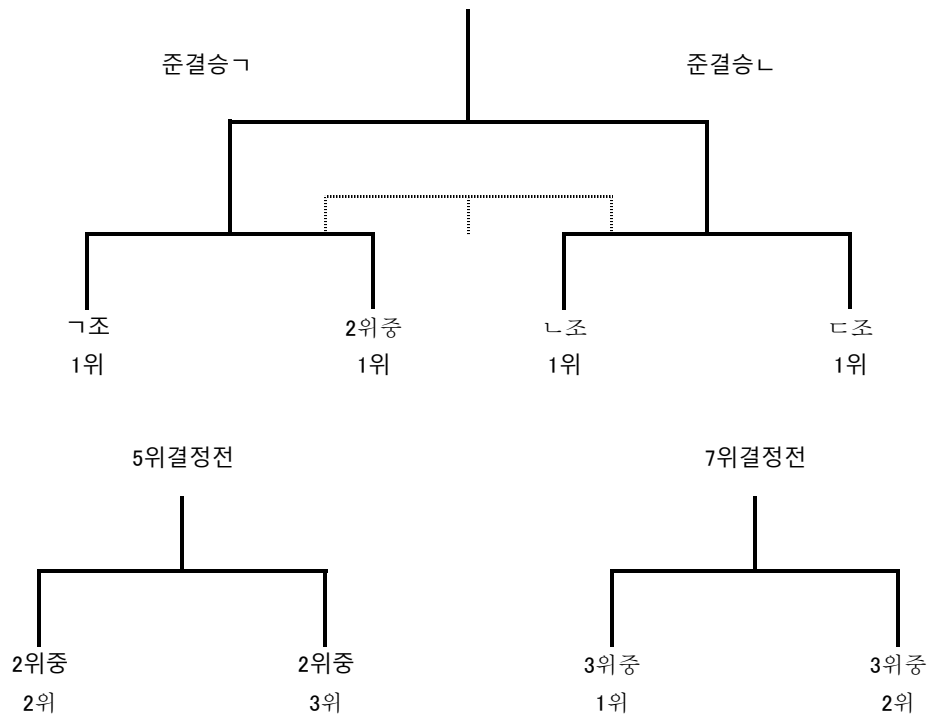 준결승ㄱ 준결승ㄴ
ㄱ조 2위중 ㄴ조 ㄷ조
1위 1위 1위 1위
5위결정전 7위결정전
2위중 2위중 3위중 3위중
2위 3위 1위 2위